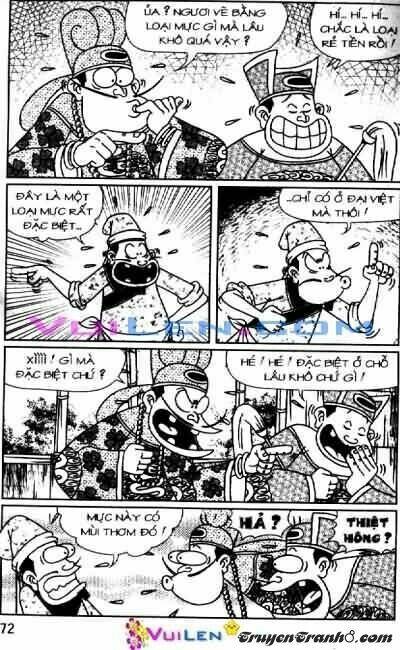 ỦA? NGƯƠI VẼ BẰNG
LOẠI MỰC GÌ MÀ LÂU
KHÔ QUÁ VẬY?
HÍ... HÍ... HÍ...
CHẮC LÀ LOẠI
RẺ TIỀN RỒI!
ĐÂY LÀ MỘT
LOẠI MỰC RẤT
ĐẶC BIỆT...
...CHỈ CÓ Ở ĐẠI VIỆT
MÀ THÔI!
VUILEN.COM
XÌIII! GÌ MÀ
ĐẶC BIỆT CHỨ?
HÉ! HÉ! ĐẶC BIỆT Ở CHỖ
LÂU KHÔ CHỨ GÌ!
MỰC NÀY CÓ
MÙI THƠM ĐÓ!
HẢ?
THIỆT
HÔNG?
72
VUILEN
TruyenTranh8.com